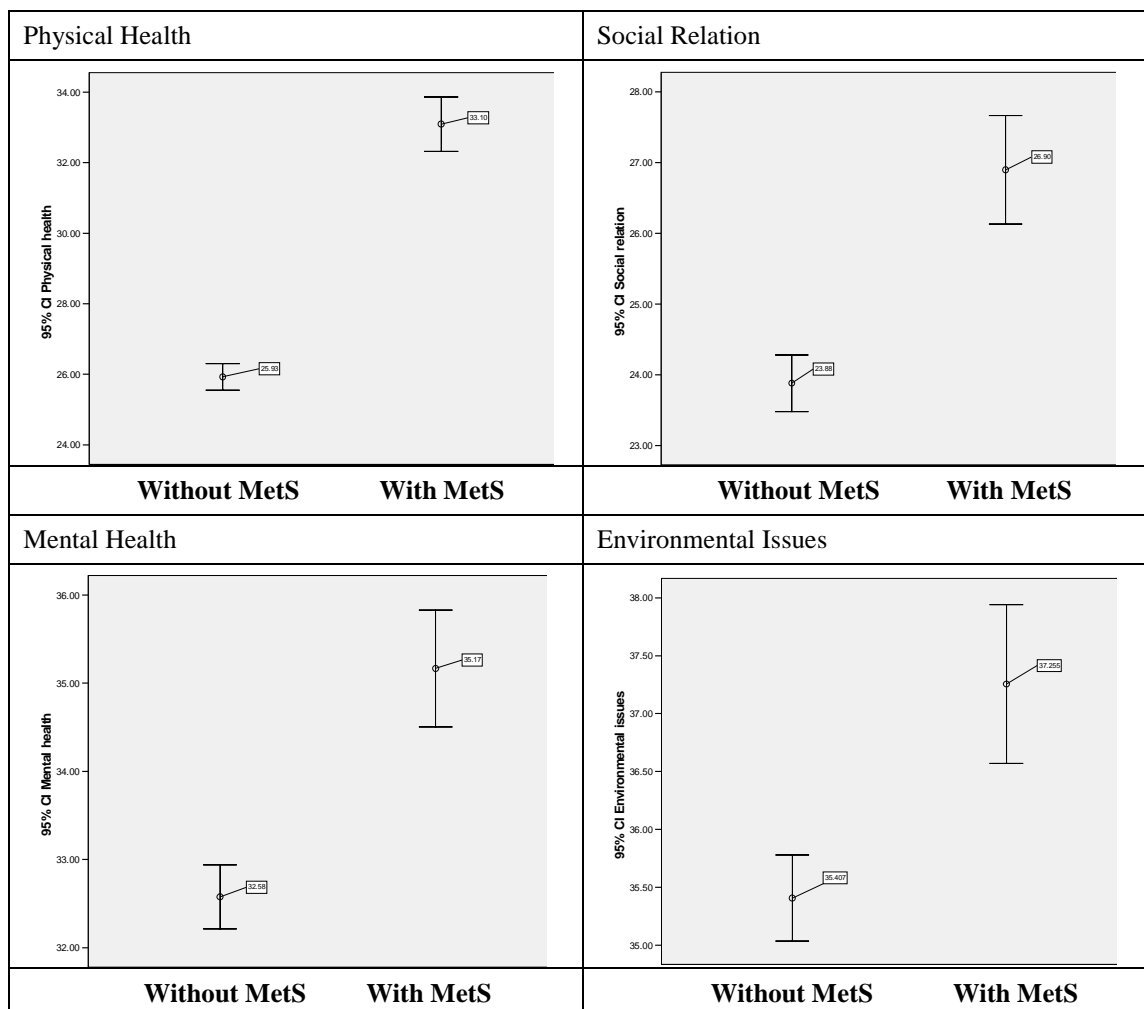 Physical Health
Social Relation
34.00
32.00
30.00
28.00
26.00
24.00
95% CI Physical health
33.10
25.93
28.00
27.00
26.00
25.00
24.00
23.00
95% CI Social relation
26.90
23.88
Without MetS With MetS
Without MetS With MetS
Mental Health
Environmental Issues
36.00
35.00
34.00
33.00
32.00
95% CI Mental health
35.17
32.58
38.00
37.50
37.00
36.50
36.00
35.50
35.00
95% CI Environmental issues
37.255
35.407
Without MetS With MetS
Without MetS With MetS